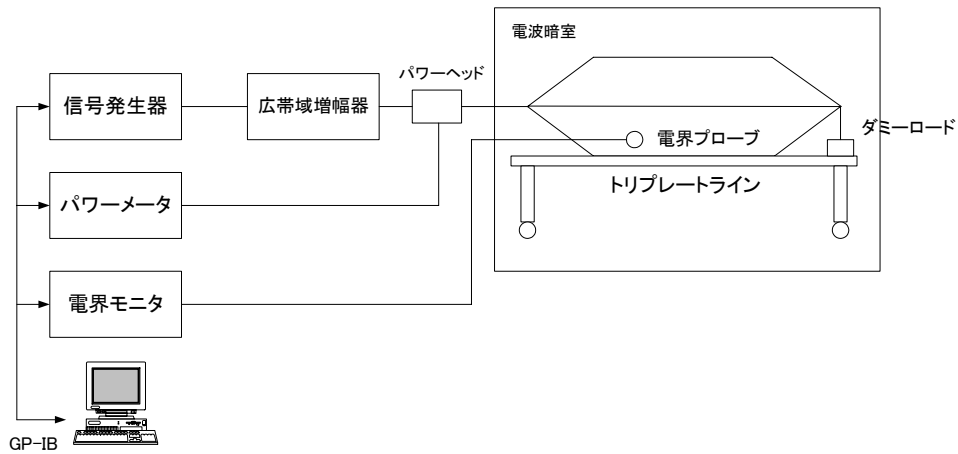 電波暗室
パワーヘッド
信号発生器
広帯域増幅器
ダミーロード
電界プローブ
トリプレートライン
パワーメータ
電界モニタ
GP-IB